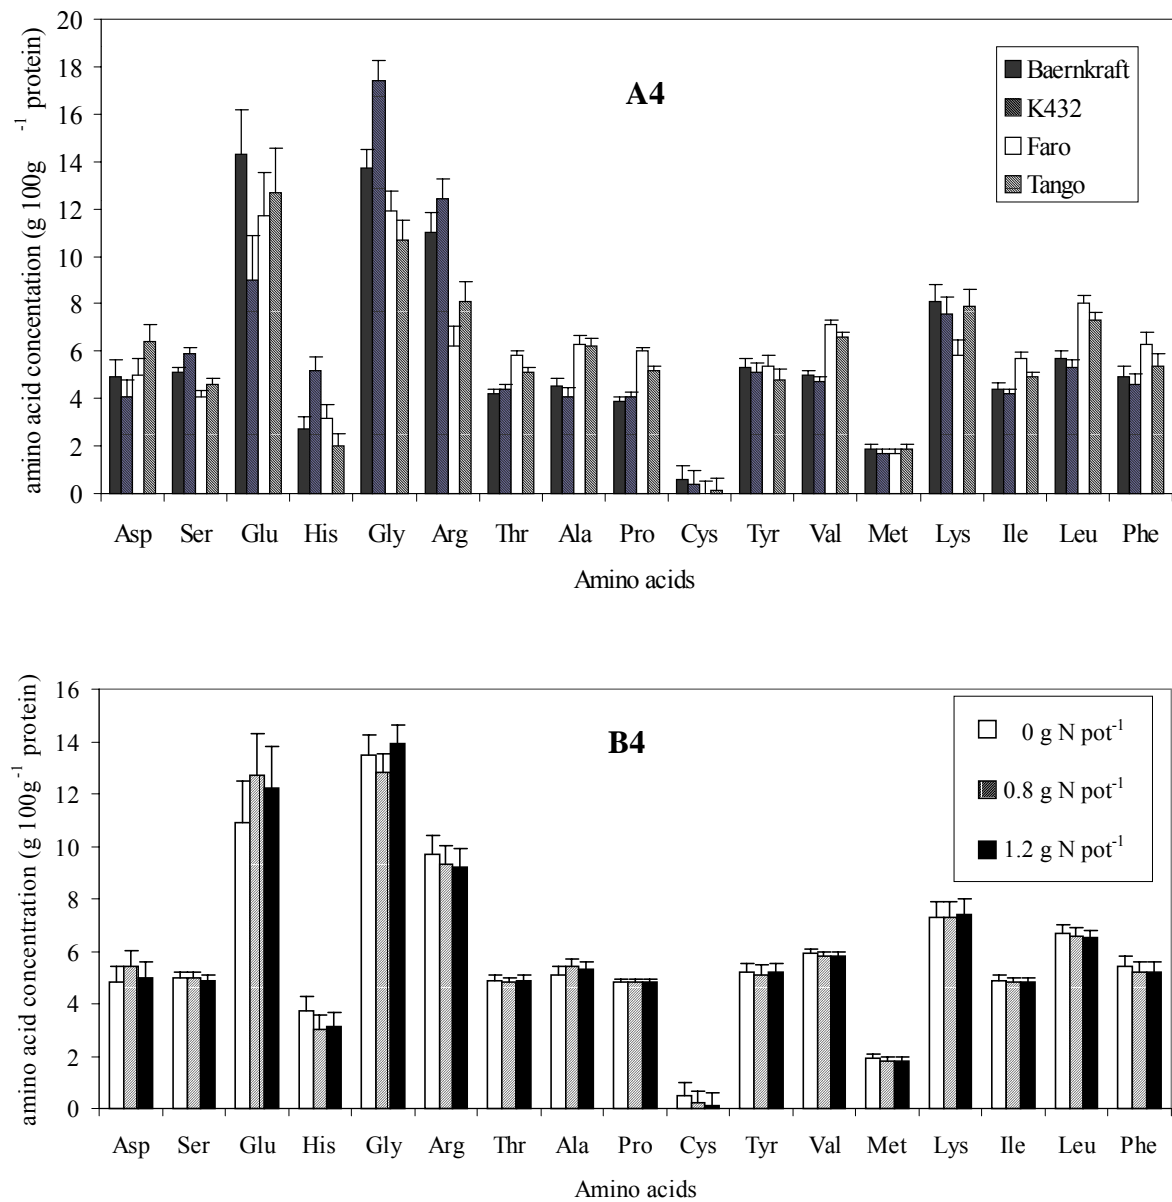 amino acid concentation (g 100g -1 protein)
20
18
16
14
12
10
8
6
4
2
0
A4
Baernkraft
K432
Faro
Tango
Asp Ser Glu His Gly Arg Thr Ala Pro Cys Tyr Val Met Lys Ile Leu Phe
Amino acids
amino acid concentration (g 100g-1 protein)
16
14
12
10
8
6
4
2
0
B4
0 g N pot-1
0.8 g N pot-1
1.2 g N pot-1
Asp Ser Glu His Gly Arg Thr Ala Pro Cys Tyr Val Met Lys Ile Leu Phe
Amino acids